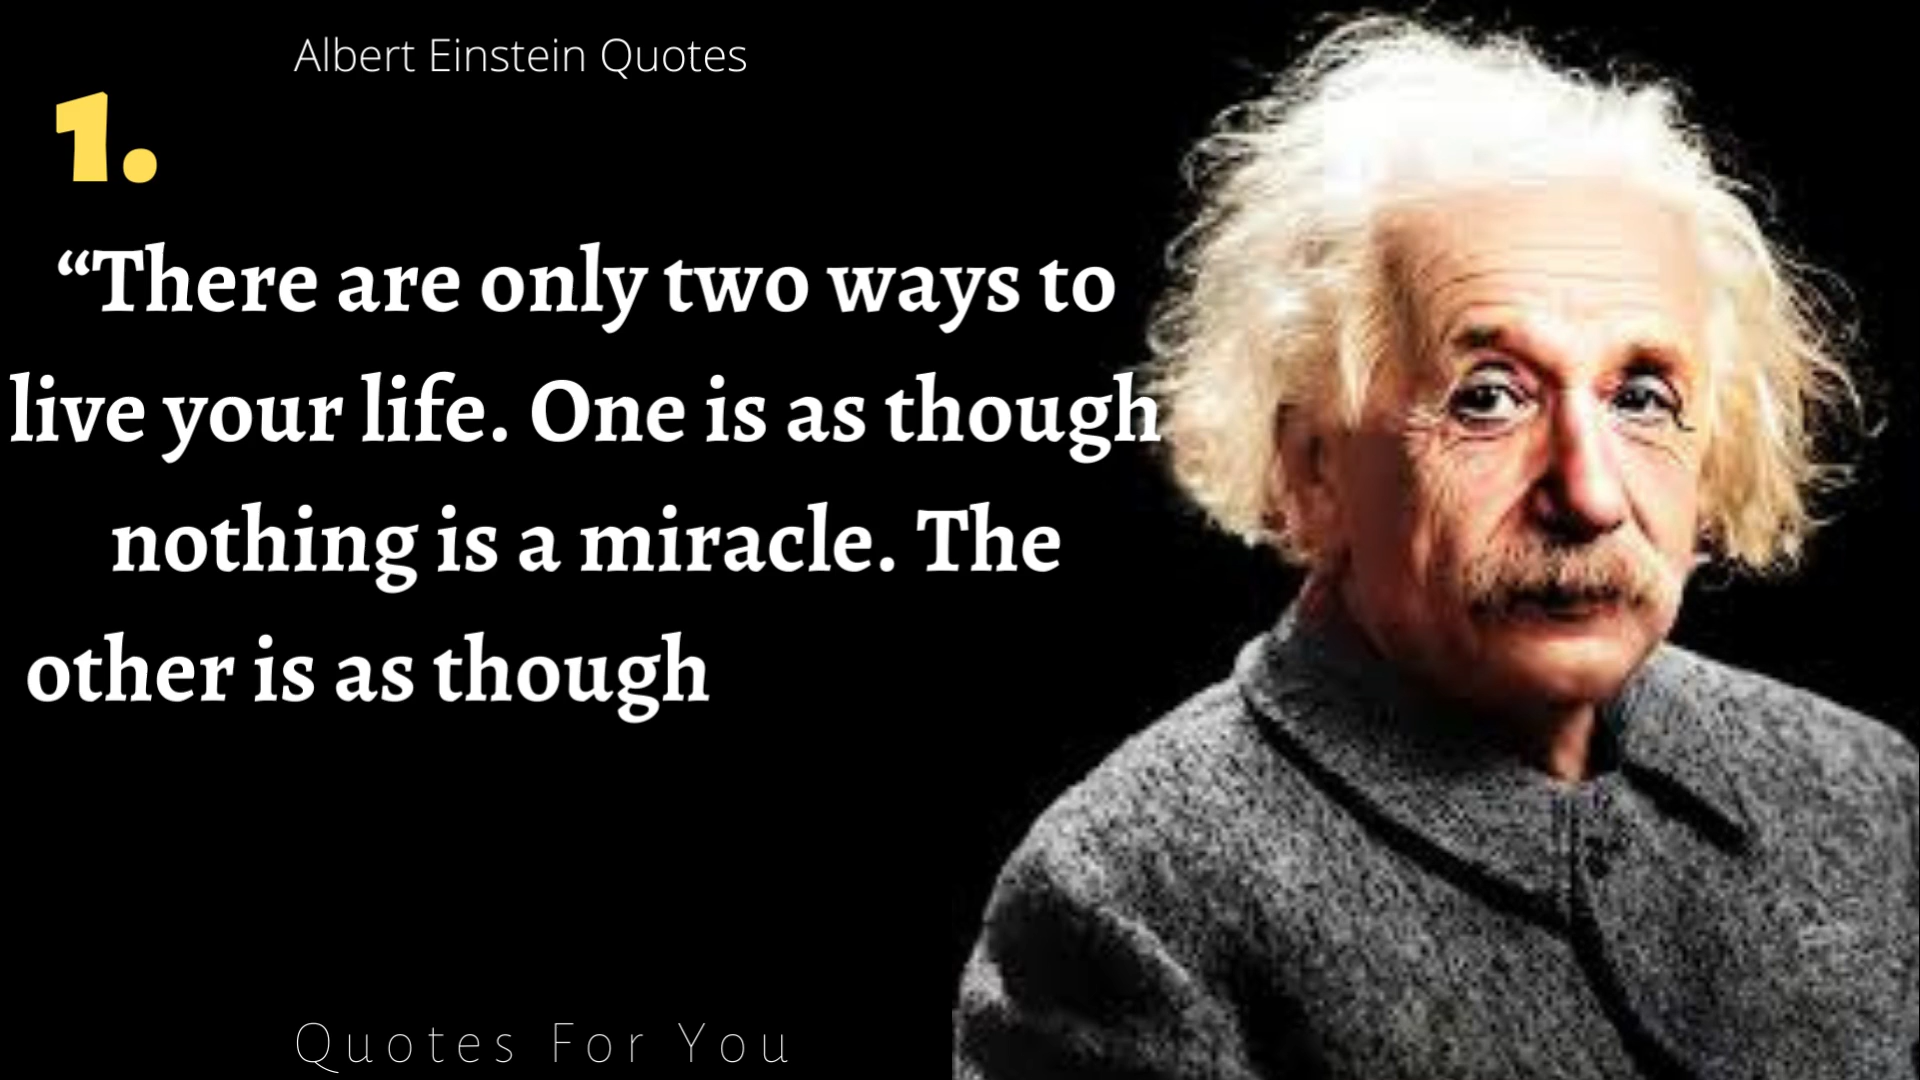 Albert Einstein Quotes
1.
“There are only two ways to
live your life. One is as though
nothing is a miracle. The
other is as though
Quotes For You